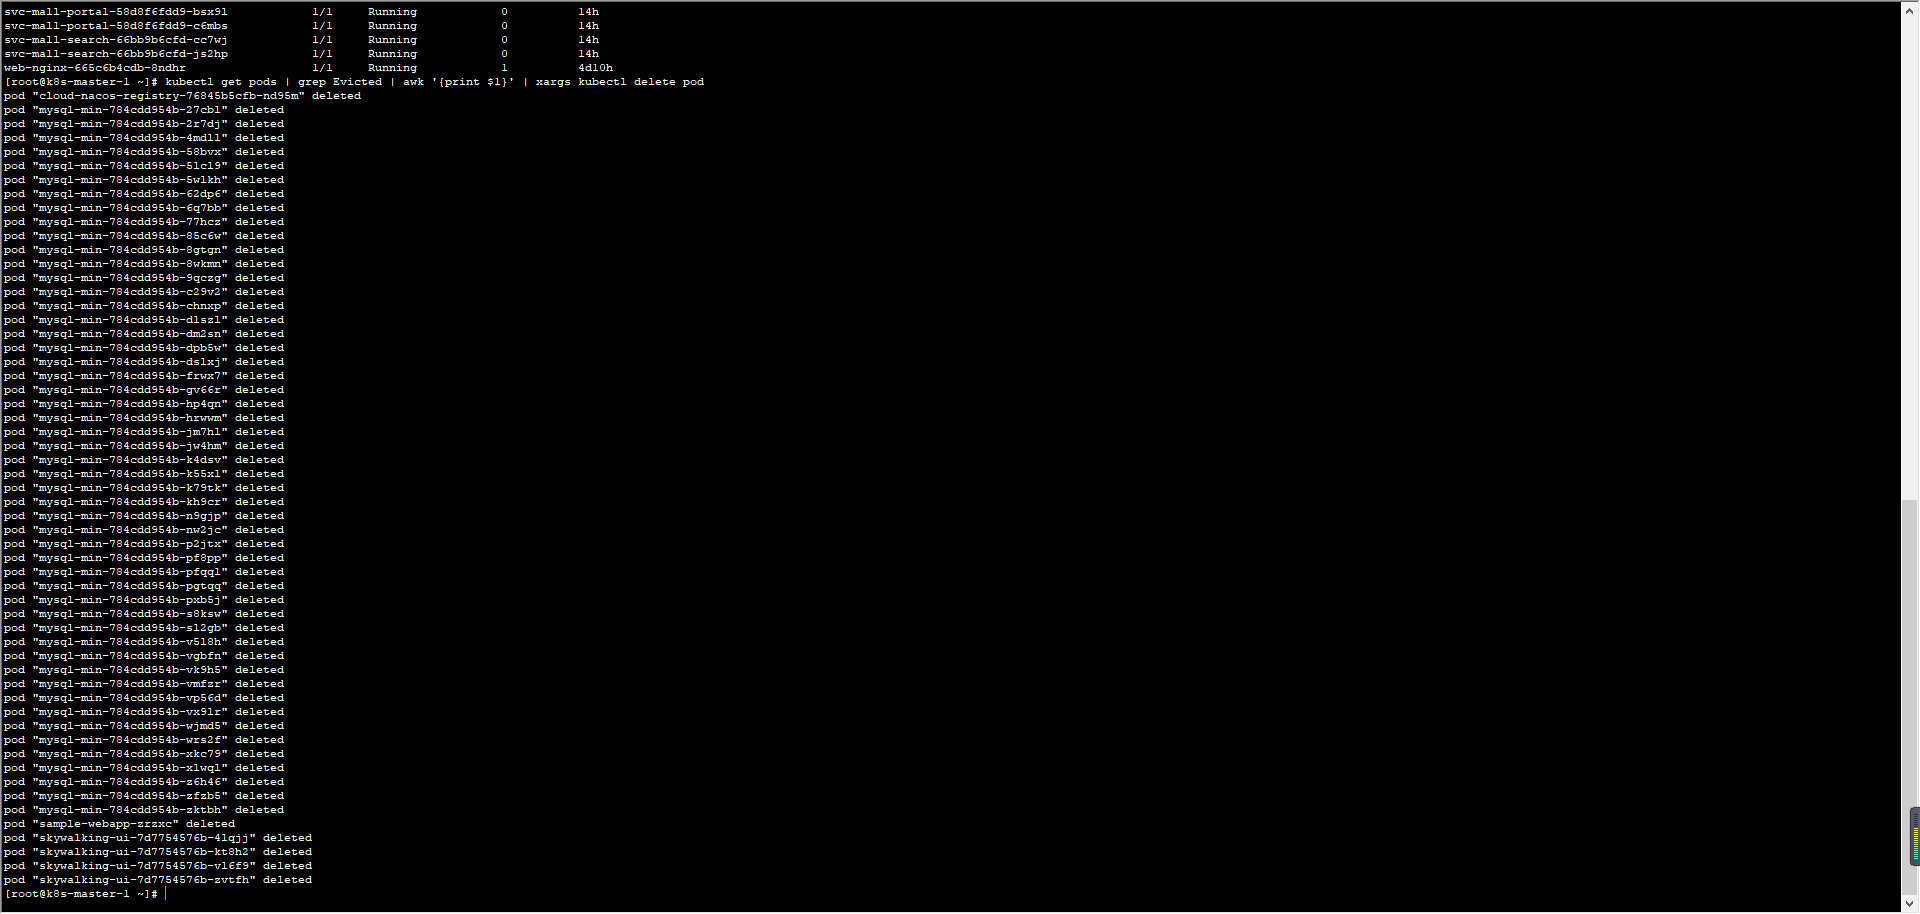 svc-mall-portal-58d8f6fdd9-bsx9l 1/1 Running 0 14h
svc-mall-portal-58d8f6fdd9-c6mbs 1/1 Running 0 14h
svc-mall-search-66bb9b6cfd-cc7wj 1/1 Running 0 14h
svc-mall-search-66bb9b6cfd-js2hp 1/1 Running 0 14h
web-nginx-665c6b4cdb-8ndhr 1/1 Running 1 4d10h
[root@k8s-master-1 ~]# kubectl get pods | grep Evicted | awk '{print $1}' | xargs kubectl delete pod
pod "cloud-nacos-registry-76845b5cfb-nd95m" deleted
pod "mysql-min-784cdd954b-27cbl" deleted
pod "mysql-min-784cdd954b-2r7dj" deleted
pod "mysql-min-784cdd954b-4mdll" deleted
pod "mysql-min-784cdd954b-58bvx" deleted
pod "mysql-min-784cdd954b-5lcl9" deleted
pod "mysql-min-784cdd954b-5wlkh" deleted
pod "mysql-min-784cdd954b-62dp6" deleted
pod "mysql-min-784cdd954b-6q7bb" deleted
pod "mysql-min-784cdd954b-77hcz" deleted
pod "mysql-min-784cdd954b-85c6w" deleted
pod "mysql-min-784cdd954b-8gtgn" deleted
pod "mysql-min-784cdd954b-8wkmn" deleted
pod "mysql-min-784cdd954b-9qczg" deleted
pod "mysql-min-784cdd954b-c29v2" deleted
pod "mysql-min-784cdd954b-chnxp" deleted
pod "mysql-min-784cdd954b-dlszl" deleted
pod "mysql-min-784cdd954b-dm2sn" deleted
pod "mysql-min-784cdd954b-dpb5w" deleted
pod "mysql-min-784cdd954b-dslxj" deleted
pod "mysql-min-784cdd954b-frwx7" deleted
pod "mysql-min-784cdd954b-gv66r" deleted
pod "mysql-min-784cdd954b-hp4qn" deleted
pod "mysql-min-784cdd954b-hrwwm" deleted
pod "mysql-min-784cdd954b-jm7hl" deleted
pod "mysql-min-784cdd954b-jw4hm" deleted
pod "mysql-min-784cdd954b-k4dsv" deleted
pod "mysql-min-784cdd954b-k55xl" deleted
pod "mysql-min-784cdd954b-k79tk" deleted
pod "mysql-min-784cdd954b-kh9cr" deleted
pod "mysql-min-784cdd954b-n9gjp" deleted
pod "mysql-min-784cdd954b-nw2jc" deleted
pod "mysql-min-784cdd954b-p2jtx" deleted
pod "mysql-min-784cdd954b-pf8pp" deleted
pod "mysql-min-784cdd954b-pfqql" deleted
pod "mysql-min-784cdd954b-pgtqq" deleted
pod "mysql-min-784cdd954b-pxb5j" deleted
pod "mysql-min-784cdd954b-s8ksw" deleted
pod "mysql-min-784cdd954b-sl2gb" deleted
pod "mysql-min-784cdd954b-v5l8h" deleted
pod "mysql-min-784cdd954b-vgbfn" deleted
pod "mysql-min-784cdd954b-vk9h5" deleted
pod "mysql-min-784cdd954b-vmfzr" deleted
pod "mysql-min-784cdd954b-vp56d" deleted
pod "mysql-min-784cdd954b-vx9lr" deleted
pod "mysql-min-784cdd954b-wjmd5" deleted
pod "mysql-min-784cdd954b-wrs2f" deleted
pod "mysql-min-784cdd954b-xkc79" deleted
pod "mysql-min-784cdd954b-xlwql" deleted
pod "mysql-min-784cdd954b-z6h46" deleted
pod "mysql-min-784cdd954b-zfzb5" deleted
pod "mysql-min-784cdd954b-zktbh" deleted
pod "sample-webapp-zrzxc" deleted
pod "skywalking-ui-7d7754576b-4lqjj" deleted
pod "skywalking-ui-7d7754576b-kt8h2" deleted
pod "skywalking-ui-7d7754576b-vl6f9" deleted
pod "skywalking-ui-7d7754576b-zvtfh" deleted
[root@k8s-master-1 ~]#